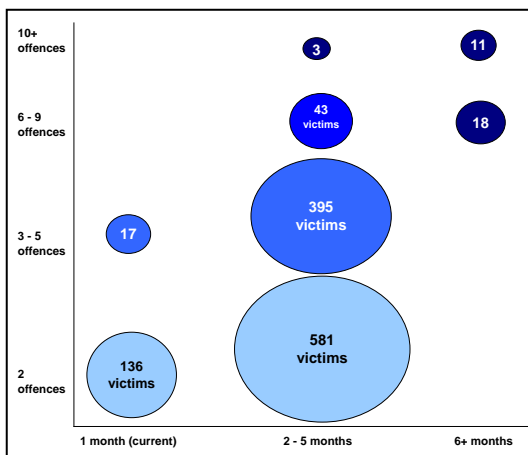 10+
offences
3
11
6 - 9
offences
43
victims
18
3 - 5
offences
17
395
victims
2
offences
136
victims
581
victims
1 month (current)
2 - 5 months
6+ months